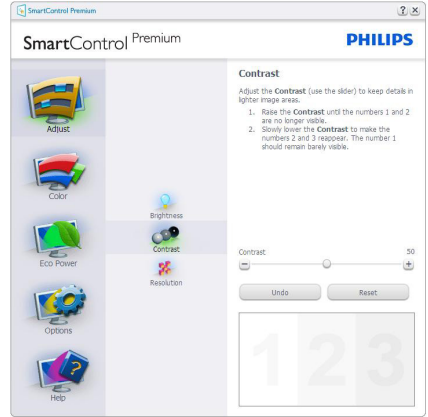 SmartControl Premium
SmartControl Premium
PHILIPS
Adjust
Color
Eco Power
Options
Help
Brightness
Contrast
Resolution
Contrast
Adjust the Contrast (use the slider) to keep details in
lighter image areas.
1. Raise the Contrast until the numbers 1 and 2
are no longer visible.
2. Slowly lower the Contrast to make the
numbers 2 and 3 reappear. The number 1
should remain barely visible.
Contrast 50
Undo Reset
1 2 3